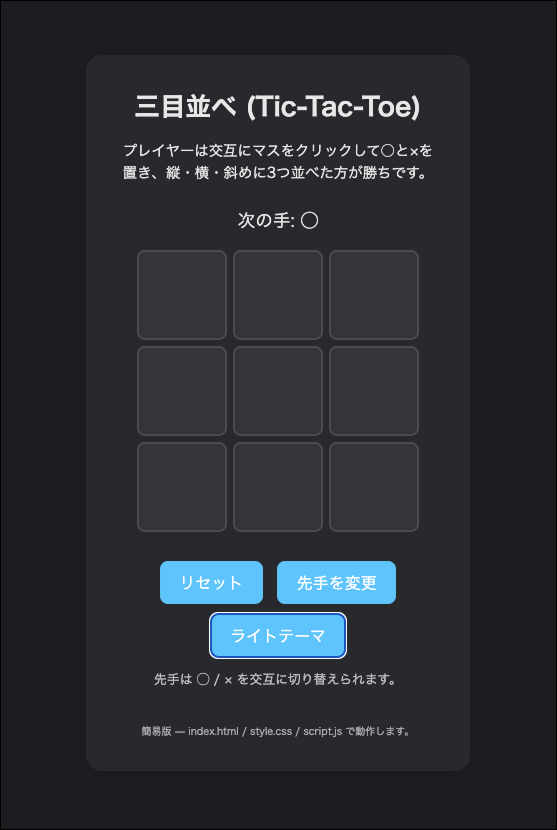 三目並べ (Tic-Tac-Toe)
プレイヤーは交互にマスをクリックして○と×を
置き、縦・横・斜めに3つ並べた方が勝ちです。
次の手: ○
リセット
先手を変更
ライトテーマ
先手は ○ / × を交互に切り替えられます。
簡易版 — index.html / style.css / script.js で動作します。